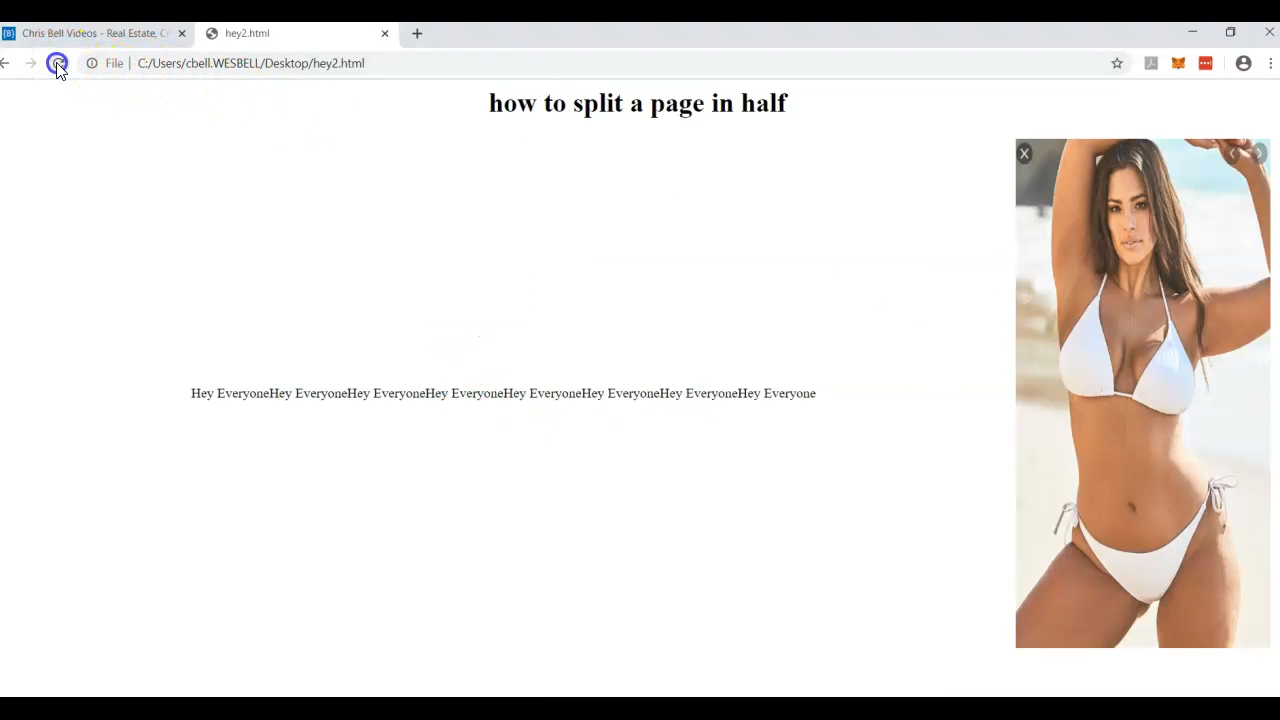 Chris Bell Videos - Real Estate, C
hey2.html
File | C:/Users/cbell.WESBELL/Desktop/hey2.html
how to split a page in half
X
Hey EveryoneHey EveryoneHey EveryoneHey EveryoneHey EveryoneHey EveryoneHey EveryoneHey Everyone